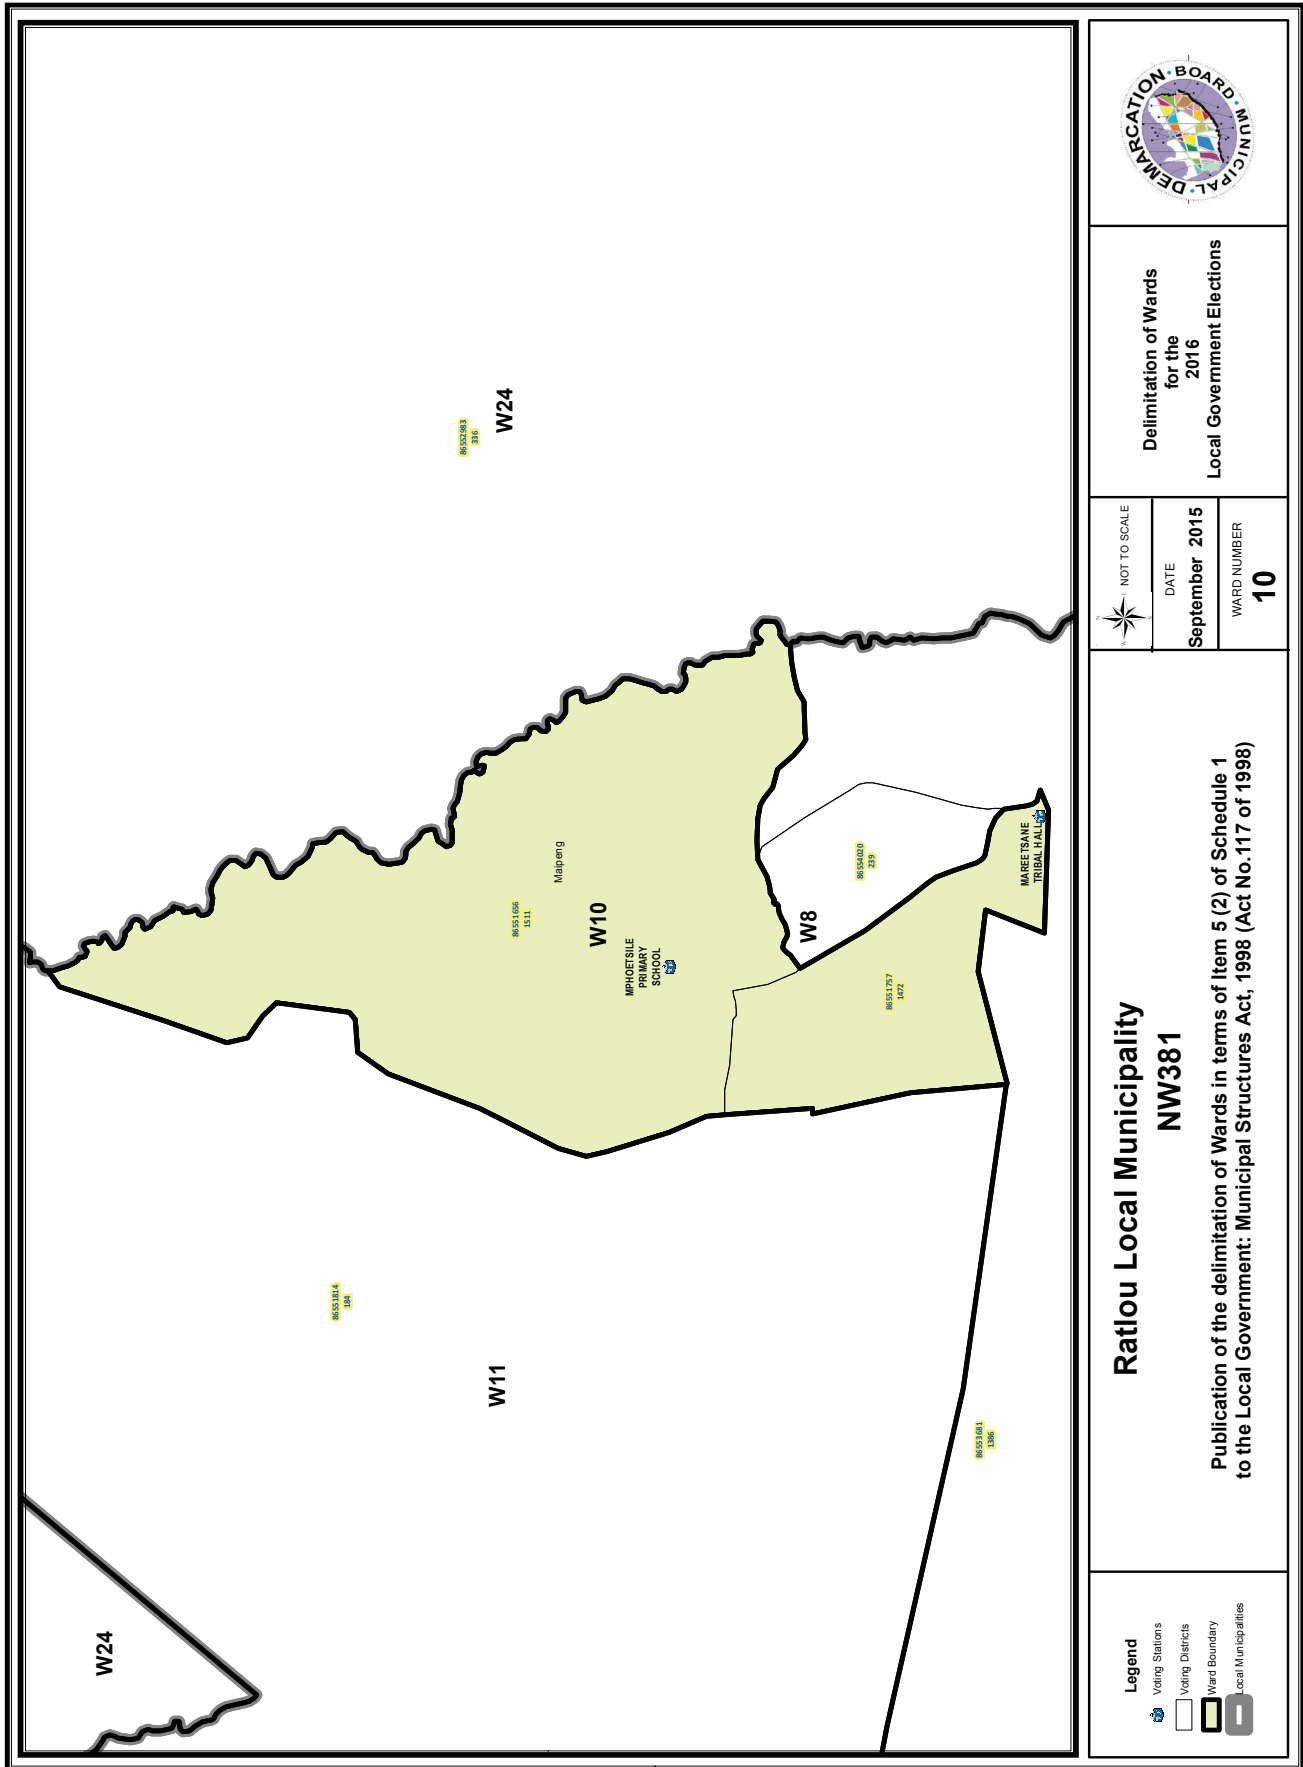 W24
W11
86551814
184
86553681
1386
W10
86551656
1511
Maipeng
MPHOETSILE
PRIMARY
SCHOOL
86551757
1472
W8
86554020
239
MAREETSANE
TRIBAL HALL
86552983
336
W24
Legend
Voting Stations
Voting Districts
Ward Boundary
Local Municipalities
Ratlou Local Municipality
NW381
Publication of the delimitation of Wards in terms of Item 5 (2) of Schedule 1
to the Local Government: Municipal Structures Act, 1998 (Act No.117 of 1998)
N
W
E
S
NOT TO SCALE
DATE
September 2015
WARD NUMBER
10
Delimitation of Wards
for the
2016
Local Government Elections
MUNICIPAL • DEMARCATION • BOARD •